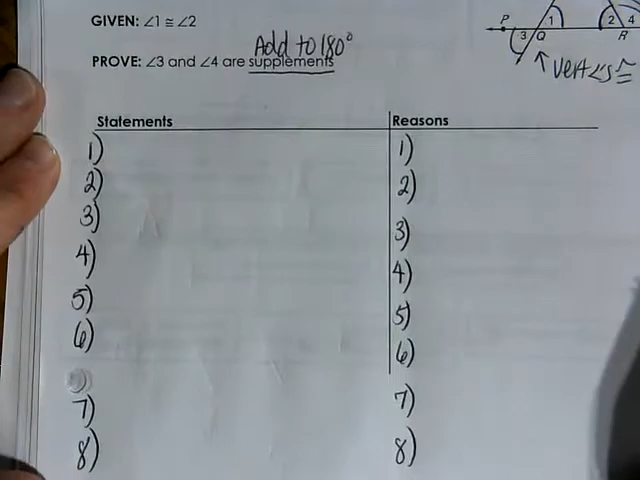 GIVEN: ∠1 ≅ ∠2
Add to 180°
PROVE: ∠3 and ∠4 are supplements
P 3 Q 1 2 4 R
↑ vert ∠s ≅
Statements Reasons
1) 1)
2) 2)
3) 3)
4) 4)
5) 5)
6) 6)
7) 7)
8) 8)